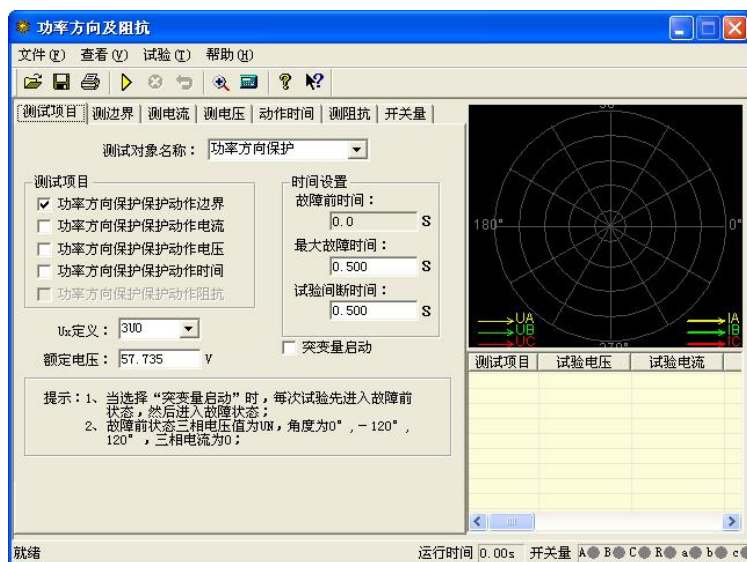 功率方向及阻抗
文件(F) 查看(V) 试验(T) 帮助(H)
测试项目 测边界 测电流 测电压 动作时间 测阻抗 开关量
测试对象名称： 功率方向保护
测试项目
功率方向保护保护动作边界
功率方向保护保护动作电流
功率方向保护保护动作电压
功率方向保护保护动作时间
功率方向保护保护动作阻抗
时间设置
故障前时间：
0.0 S
最大故障时间：
0.500 S
试验间断时间：
0.500 S
Ux定义： 3U0
额定电压： 57.735 V
突变量启动
提示：1、当选择“突变量启动”时，每次试验先进入故障前
状态，然后进入故障状态；
2、故障前状态三相电压值为UN，角度为0°，－120°，
120°，三相电流为0；
180° 0°
UA IA
UB IB
UC IC
270°
测试项目 试验电压 试验电流
就绪 运行时间 0.00s 开关量 A B C R a b c